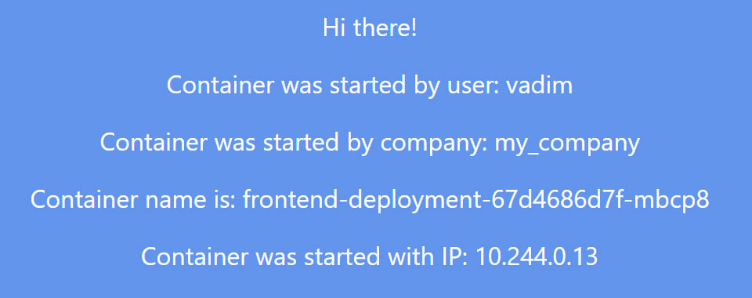 Hi there!
Container was started by user: vadim
Container was started by company: my_company
Container name is: frontend-deployment-67d4686d7f-mbcp8
Container was started with IP: 10.244.0.13